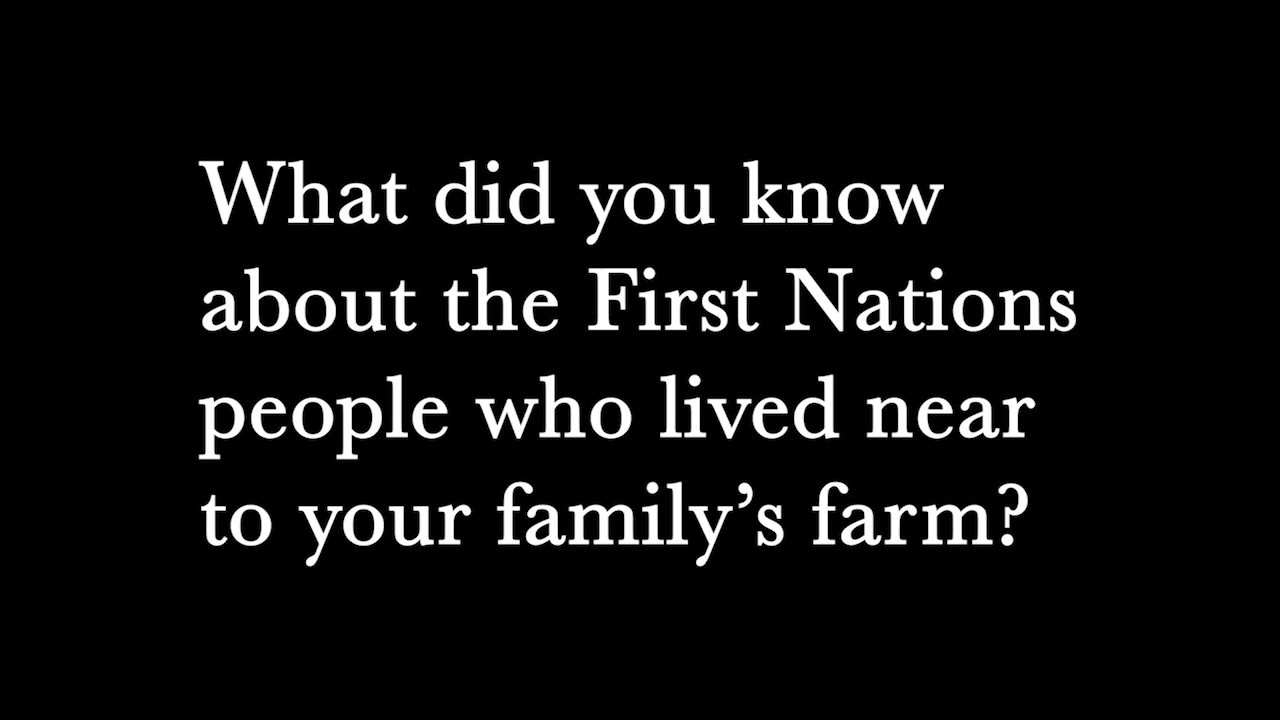 What did you know
about the First Nations
people who lived near
to your family’s farm?